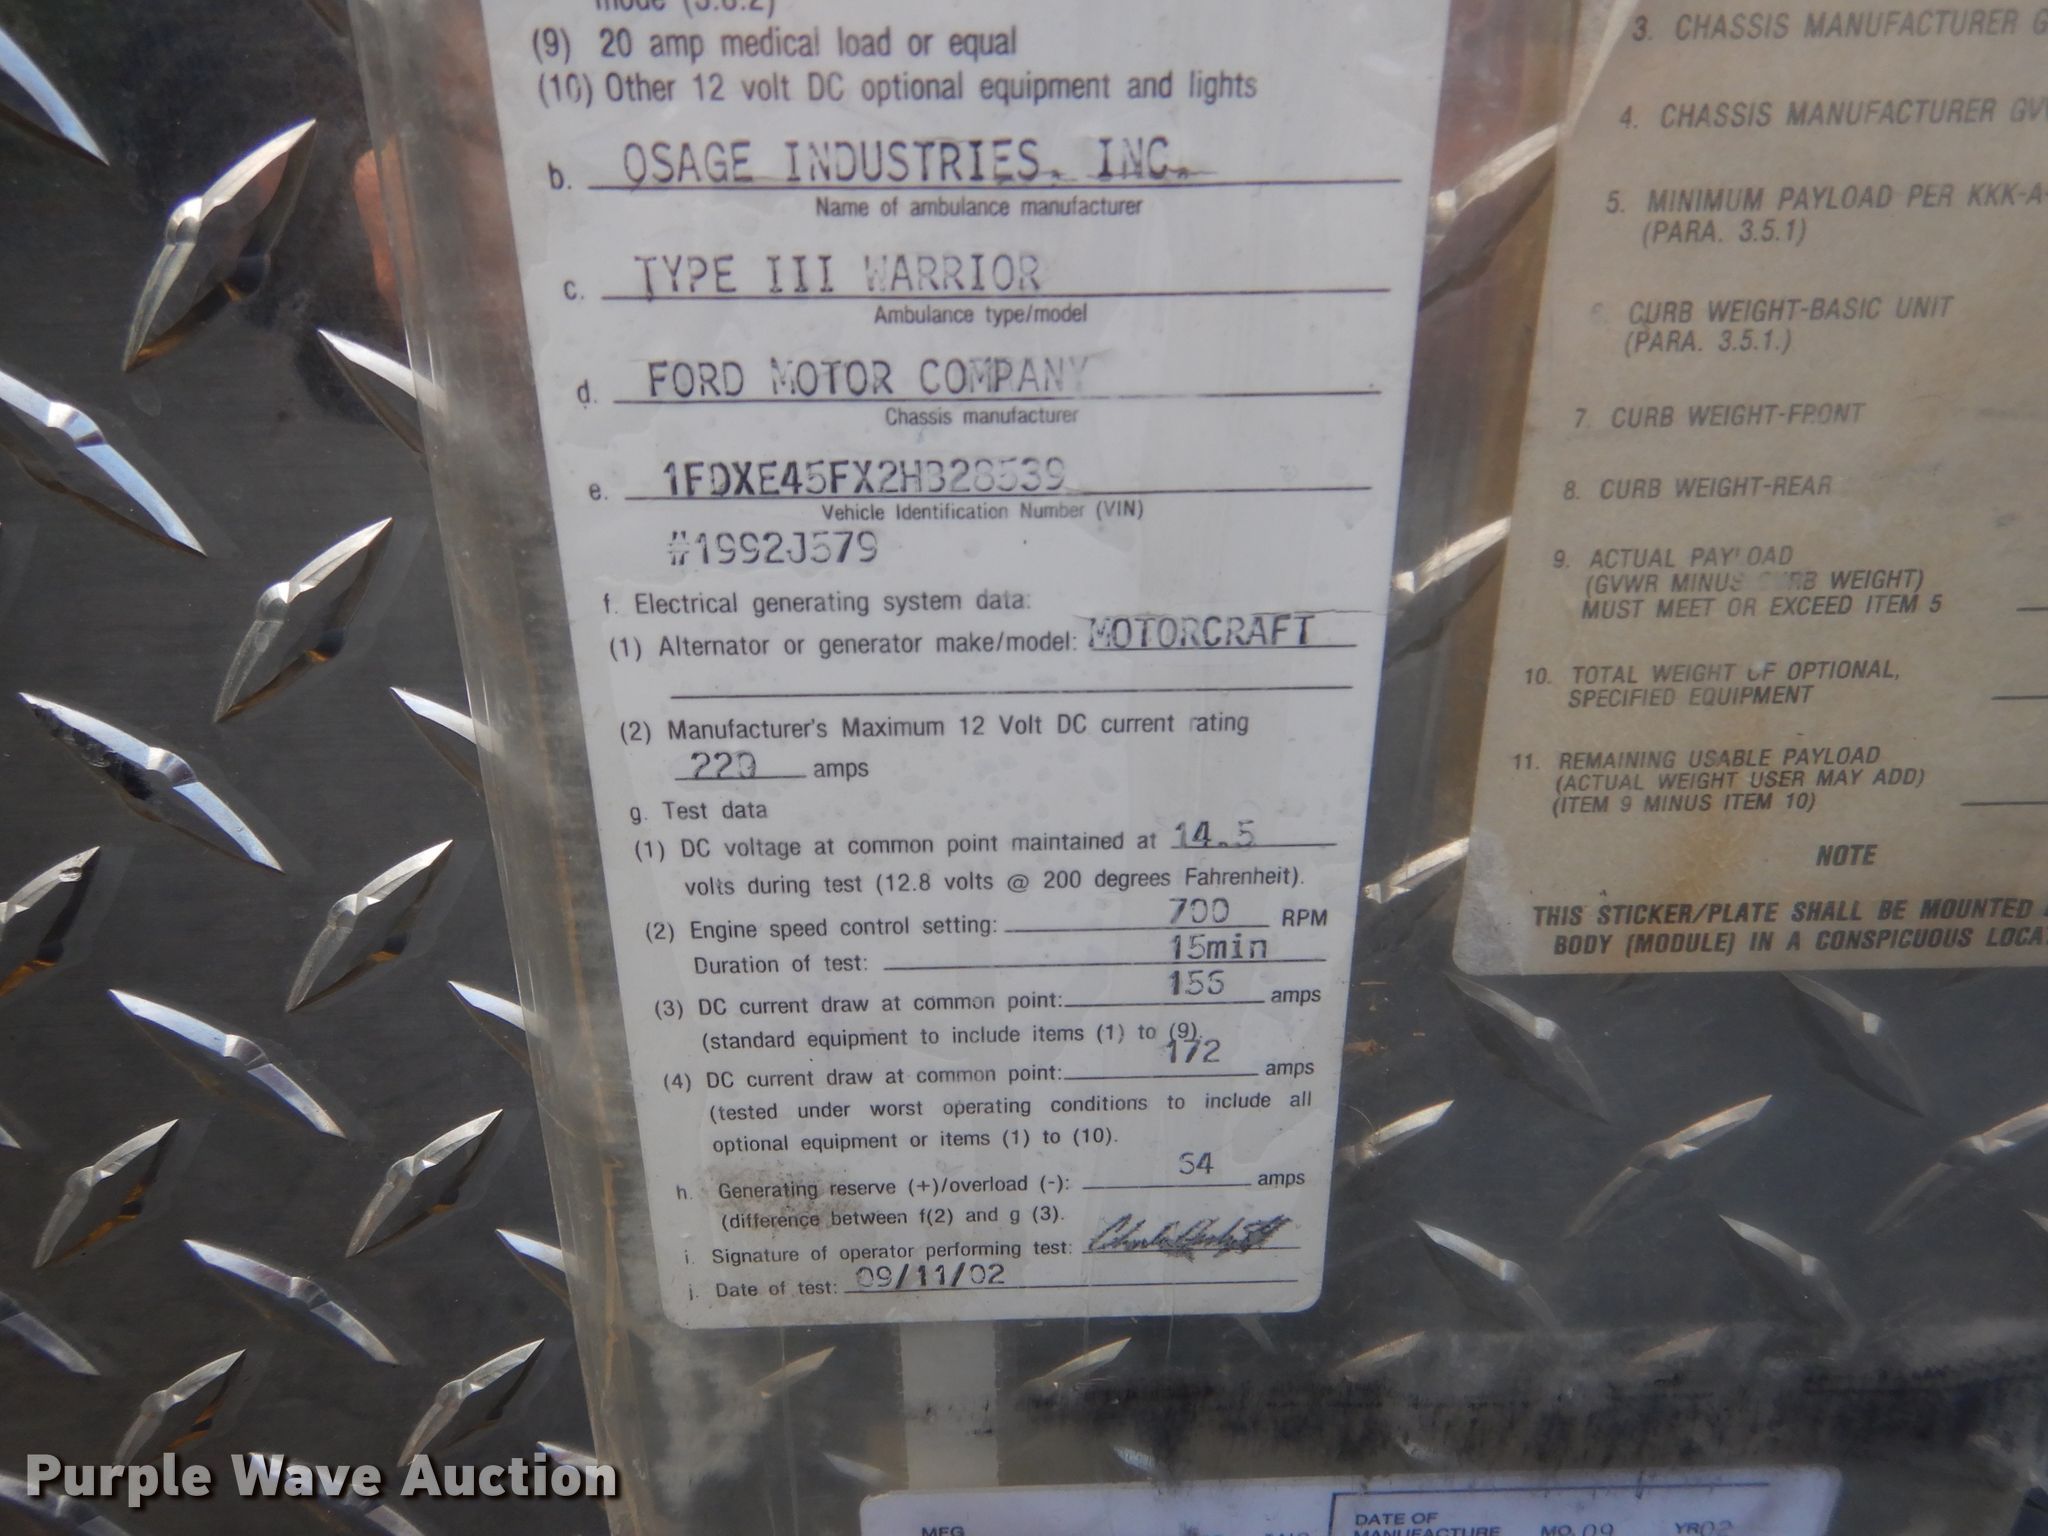 (9) 20 amp medical load or equal
(10) Other 12 volt DC optional equipment and lights
b. OSAGE INDUSTRIES, INC.
Name of ambulance manufacturer
c. TYPE III WARRIOR
Ambulance type/model
d. FORD MOTOR COMPANY
Chassis manufacturer
e. 1FDXE45FX2HB28539
Vehicle Identification Number (VIN)
#1992J579
f. Electrical generating system data:
(1) Alternator or generator make/model: MOTORCRAFT
(2) Manufacturer's Maximum 12 Volt DC current rating
220 amps
g. Test data
(1) DC voltage at common point maintained at 14.5
volts during test (12.8 volts @ 200 degrees Fahrenheit).
(2) Engine speed control setting: 700 RPM
Duration of test: 15min
(3) DC current draw at common point: amps
(standard equipment to include items (1) to (9).
(4) DC current draw at common point: 172 amps
(tested under worst operating conditions to include all
optional equipment or items (1) to (10).
h. Generating reserve (+)/overload (-): amps
(difference between f(2) and g (3).
i. Signature of operator performing test:
j. Date of test: 09/11/02
3. CHASSIS MANUFACTURER
4. CHASSIS MANUFACTURER
5. MINIMUM PAYLOAD PER KKK-A-
(PARA. 3.5.1)
6. CURB WEIGHT-BASIC UNIT
(PARA. 3.5.1.)
7. CURB WEIGHT-FRONT
8. CURB WEIGHT-REAR
9. ACTUAL PAYLOAD
(GVWR MINUS CURB WEIGHT)
MUST MEET OR EXCEED ITEM 5
10. TOTAL WEIGHT OF OPTIONAL,
SPECIFIED EQUIPMENT
11. REMAINING USABLE PAYLOAD
(ACTUAL WEIGHT USER MAY ADD)
(ITEM 9 MINUS ITEM 10)
NOTE
THIS STICKER/PLATE SHALL BE MOUNTED
BODY (MODULE) IN A CONSPICUOUS
MFG
DATE OF
MANUFACTURE MO. 09 YR 02
Purple Wave Auction